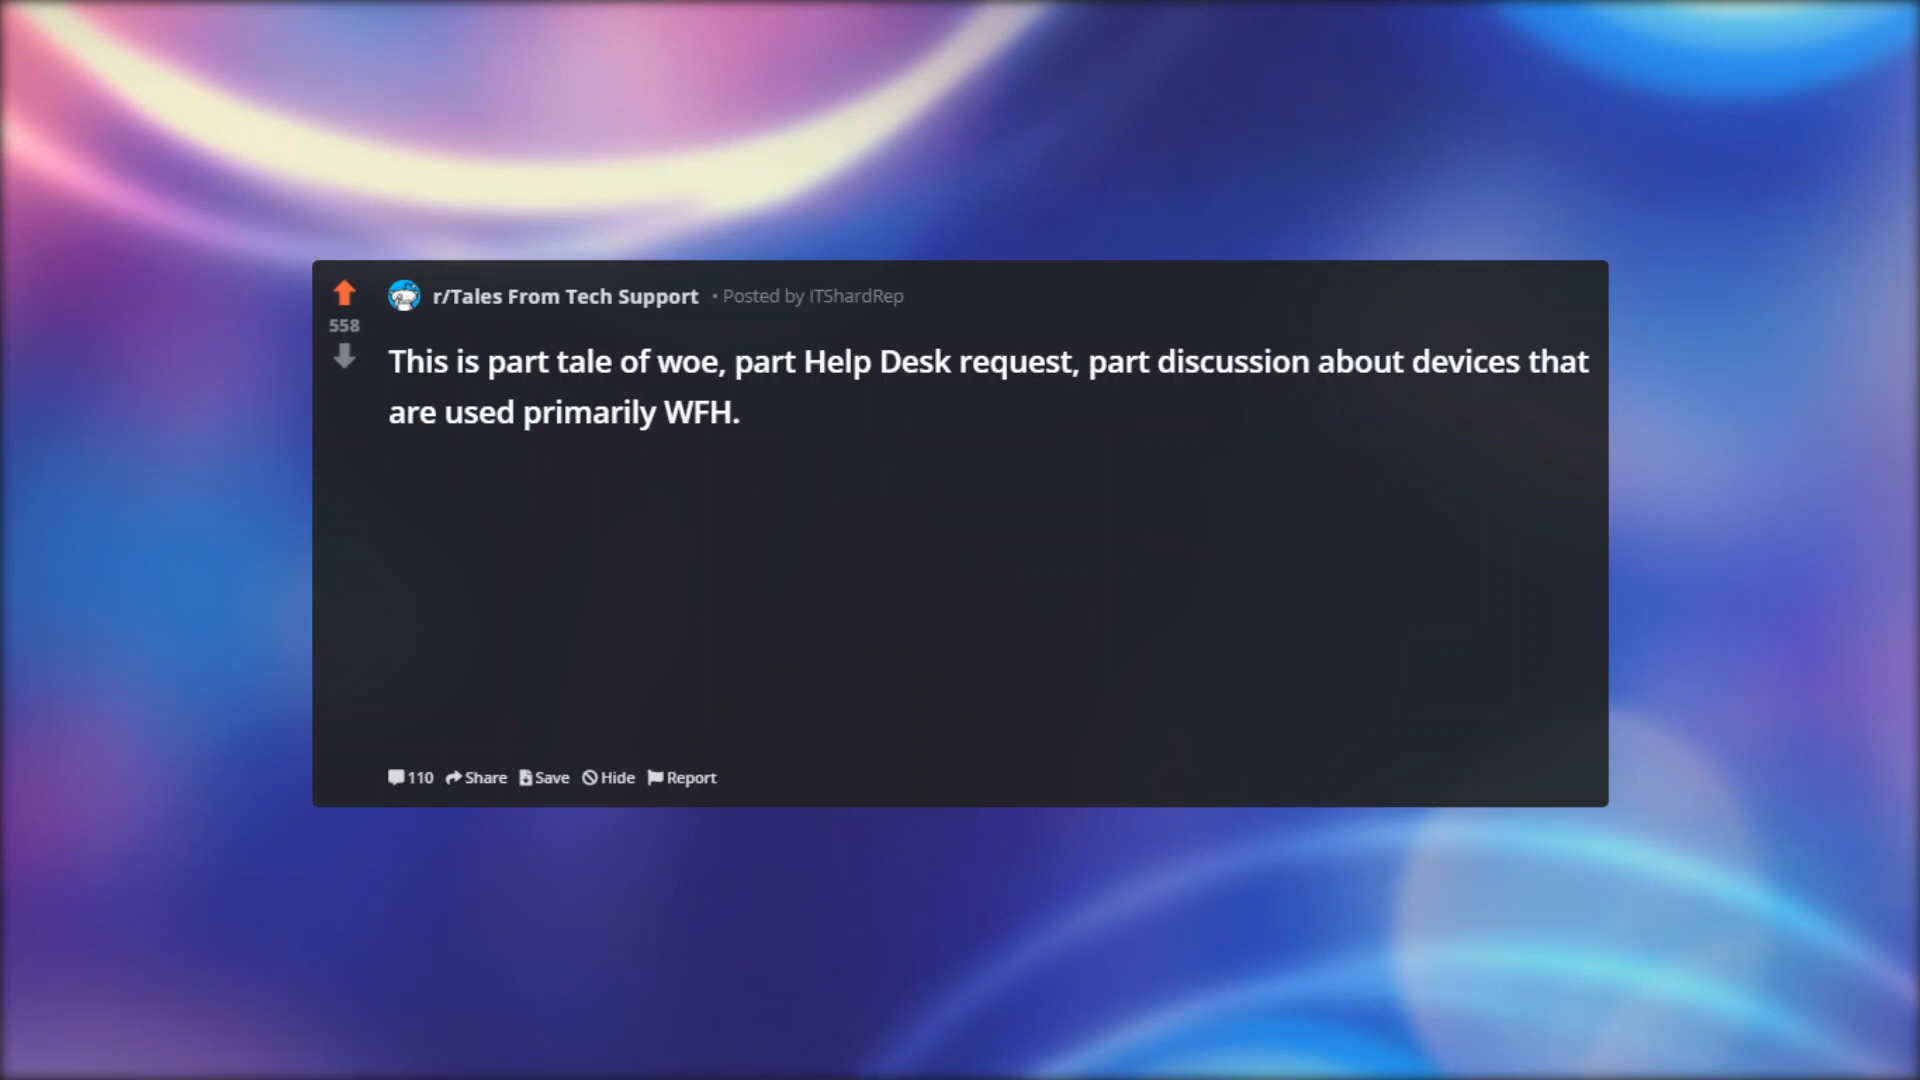 r/Tales From Tech Support • Posted by ITShardRep
558
This is part tale of woe, part Help Desk request, part discussion about devices that
are used primarily WFH.
110 Share Save Hide Report